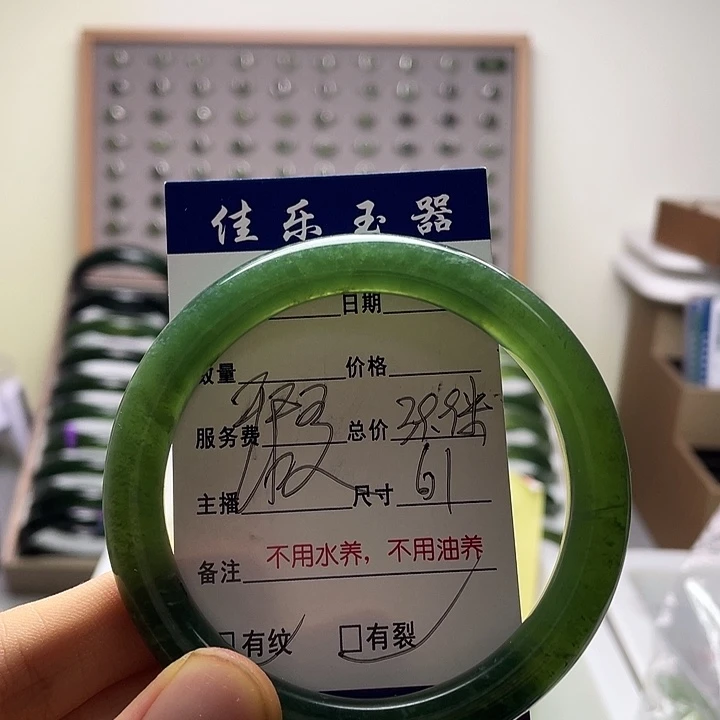 佳乐玉器
日期
数量 价格
服务费 总价
主播 尺寸 61
备注 不用水养，不用油养
有纹 □有裂